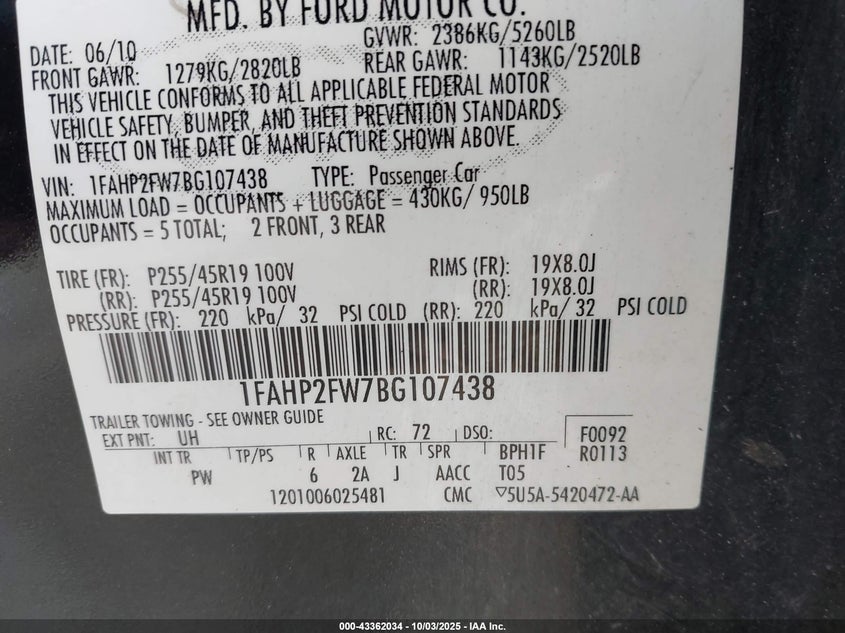 MFD. BY FORD MOTOR CO.
DATE: 06/10 GVWR: 2386KG/5260LB
FRONT GAWR: 1279KG/2820LB REAR GAWR: 1143KG/2520LB
THIS VEHICLE CONFORMS TO ALL APPLICABLE FEDERAL MOTOR
VEHICLE SAFETY, BUMPER, AND THEFT PREVENTION STANDARDS
IN EFFECT ON THE DATE OF MANUFACTURE SHOWN ABOVE.
VIN: 1FAHP2FW7BG107438 TYPE: Passenger Car
MAXIMUM LOAD = OCCUPANTS + LUGGAGE = 430KG/ 950LB
OCCUPANTS = 5 TOTAL; 2 FRONT, 3 REAR
TIRE (FR): P255/45R19 100V RIMS (FR): 19X8.0J
(RR): P255/45R19 100V (RR): 19X8.0J
PRESSURE (FR): 220 kPa/ 32 PSI COLD (RR): 220 kPa/ 32 PSI COLD
1FAHP2FW7BG107438
TRAILER TOWING - SEE OWNER GUIDE
EXT PNT: UH RC: 72 DSO: F0092
INT TR TP/PS R AXLE TR SPR BPH1F R0113
PW 6 2A J AACC T05
1201006025481 CMC ▽5U5A-5420472-AA
000-43362034 - 10/03/2025 - IAA Inc.